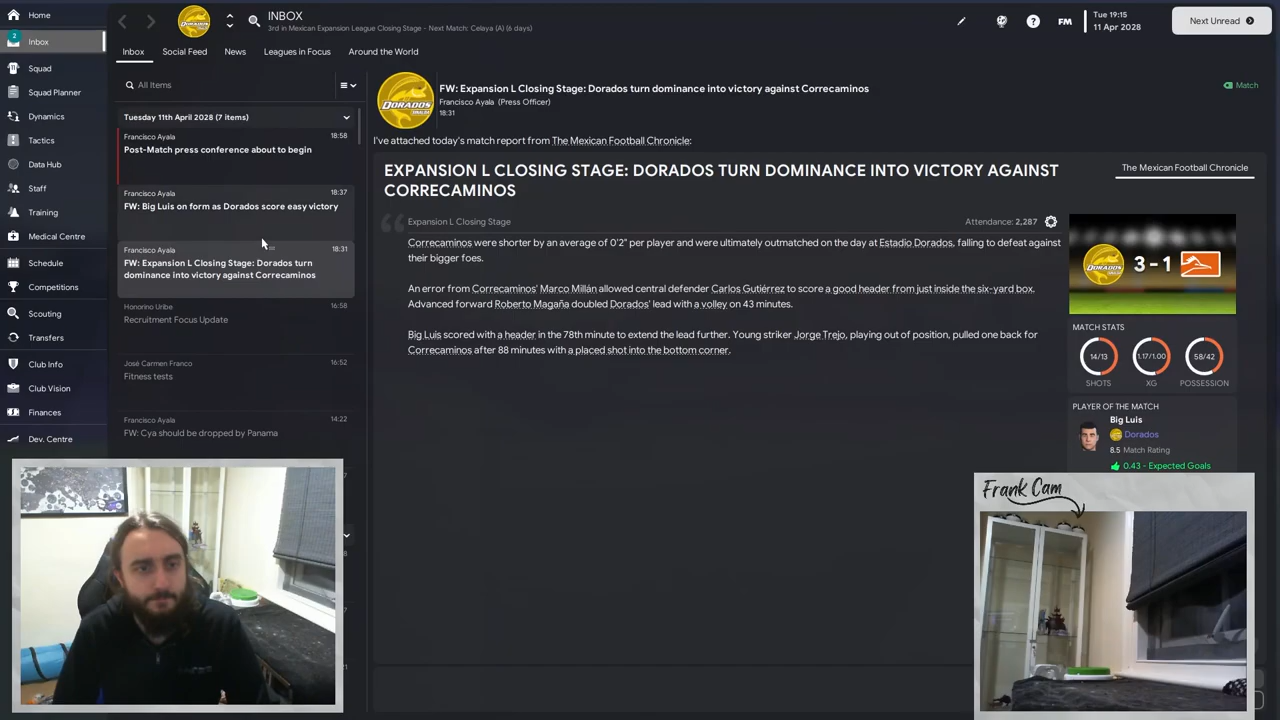 Home
Inbox
2
Squad
Squad Planner
Dynamics
Tactics
Data Hub
Staff
Training
Medical Centre
Schedule
Competitions
Scouting
Transfers
Club Info
Club Vision
Finances
Dev. Centre
INBOX
3rd in Mexican Expansion League Closing Stage - Next Match: Celaya (A) (6 days)
FM
Tue 19:15
11 Apr 2028
Next Unread
Inbox
Social Feed
News
Leagues in Focus
Around the World
All Items
Tuesday 11th April 2028 (7 items)
Francisco Ayala 18:58
Post-Match press conference about to begin
Francisco Ayala 18:37
FW: Big Luis on form as Dorados score easy victory
Francisco Ayala 18:31
FW: Expansion L Closing Stage: Dorados turn
dominance into victory against Correcaminos
Honorino Uribe 16:58
Recruitment Focus Update
José Carmen Franco 16:52
Fitness tests
Francisco Ayala 14:22
FW: Cya should be dropped by Panama
DORADOS
FW: Expansion L Closing Stage: Dorados turn dominance into victory against Correcaminos
Francisco Ayala (Press Officer)
18:31
Match
I've attached today's match report from The Mexican Football Chronicle:
EXPANSION L CLOSING STAGE: DORADOS TURN DOMINANCE INTO VICTORY AGAINST
CORRECAMINOS
The Mexican Football Chronicle
Expansion L Closing Stage
Attendance: 2,287
Correcaminos were shorter by an average of 0'2" per player and were ultimately outmatched on the day at Estadio Dorados, falling to defeat against
their bigger foes.
An error from Correcaminos' Marco Millán allowed central defender Carlos Gutiérrez to score a good header from just inside the six-yard box.
Advanced forward Roberto Magaña doubled Dorados' lead with a volley on 43 minutes.
Big Luis scored with a header in the 78th minute to extend the lead further. Young striker Jorge Trejo, playing out of position, pulled one back for
Correcaminos after 88 minutes with a placed shot into the bottom corner.
3 - 1
MATCH STATS
14/13
1.17/1.00
58/42
SHOTS
XG
POSSESSION
PLAYER OF THE MATCH
Big Luis
Dorados
8.5 Match Rating
0.43 - Expected Goals
Frank Cam